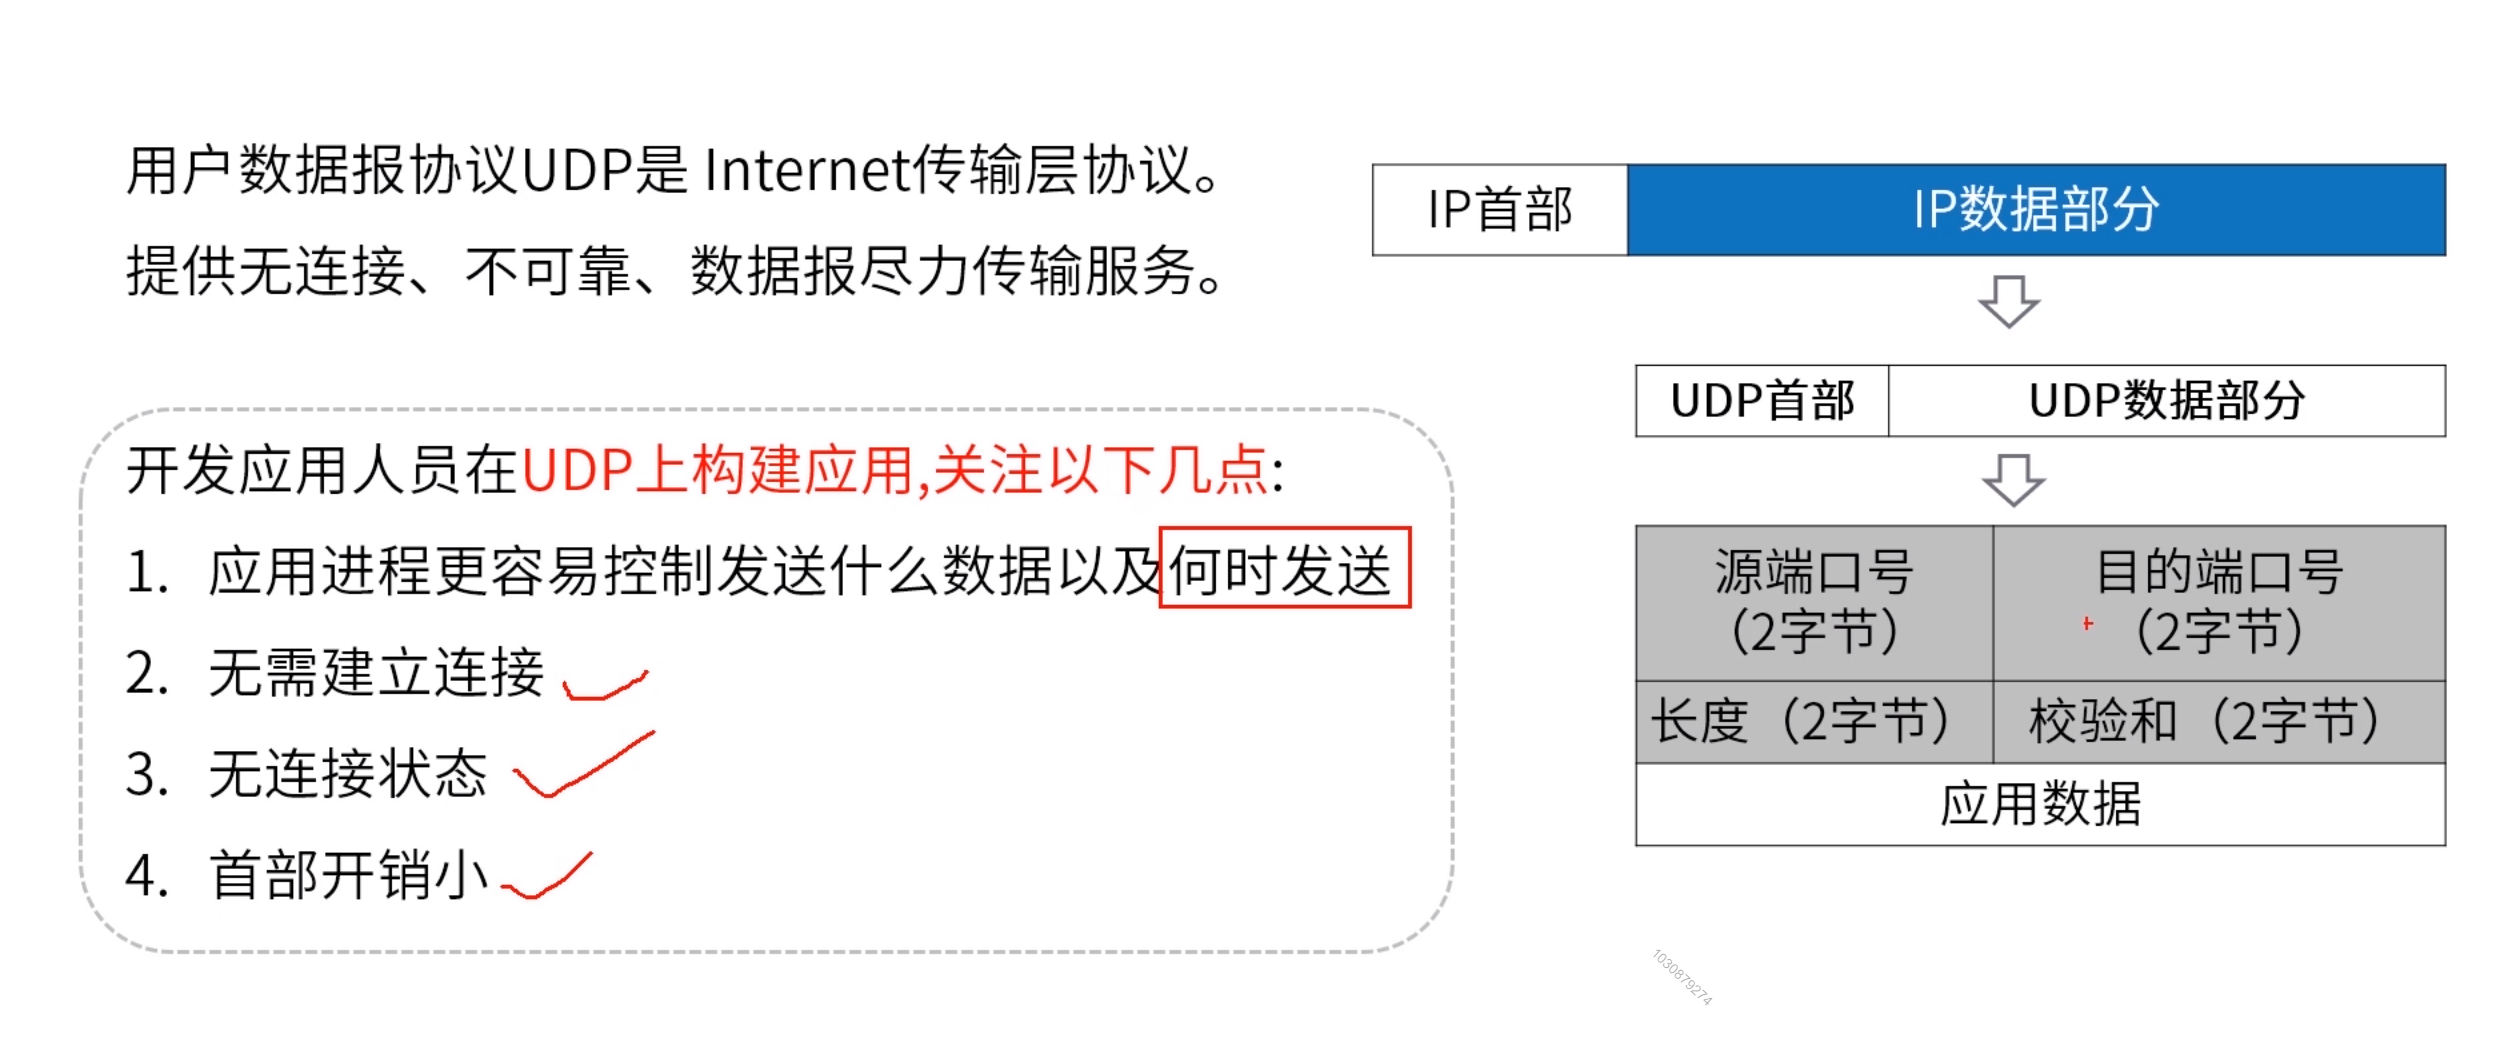 用户数据报协议UDP是 Internet传输层协议。
提供无连接、不可靠、数据报尽力传输服务。
开发应用人员在UDP上构建应用,关注以下几点:
1. 应用进程更容易控制发送什么数据以及何时发送
2. 无需建立连接
3. 无连接状态
4. 首部开销小
IP首部 IP数据部分
UDP首部 UDP数据部分
源端口号 目的端口号
（2字节） （2字节）
长度（2字节） 校验和（2字节）
应用数据
1030879274